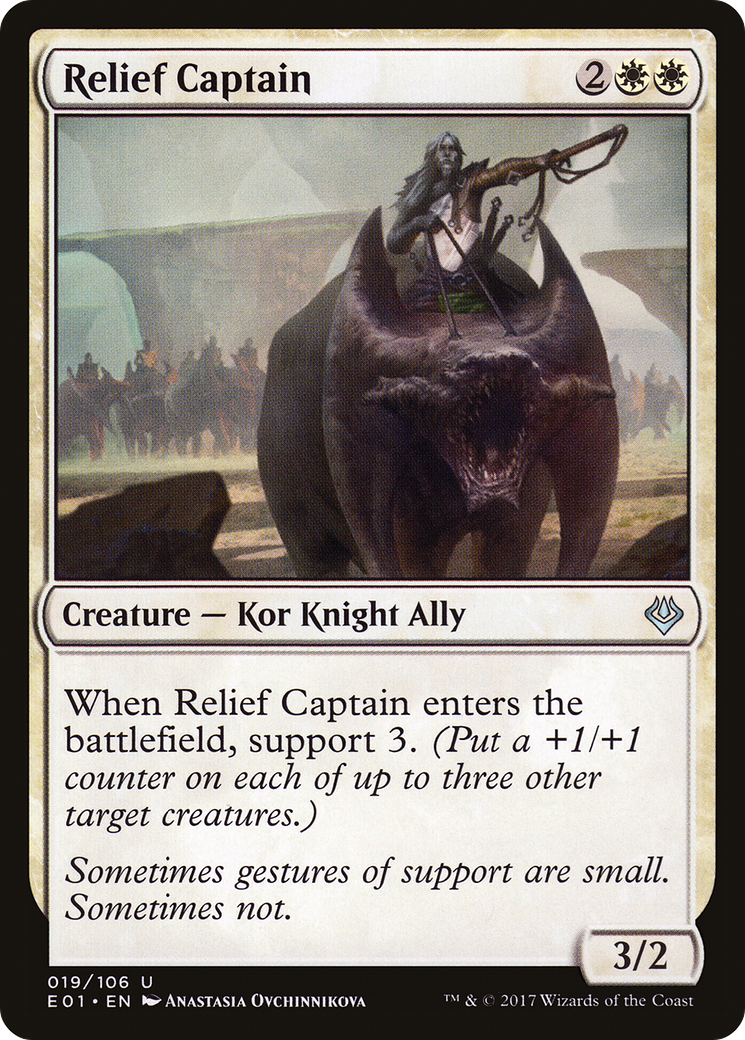 Relief Captain 2
Creature — Kor Knight Ally
When Relief Captain enters the
battlefield, support 3. (Put a +1/+1
counter on each of up to three other
target creatures.)
Sometimes gestures of support are small.
Sometimes not.
3/2
019/106 U
E01 • EN Anastasia Ovchinnikova
™ & © 2017 Wizards of the Coast